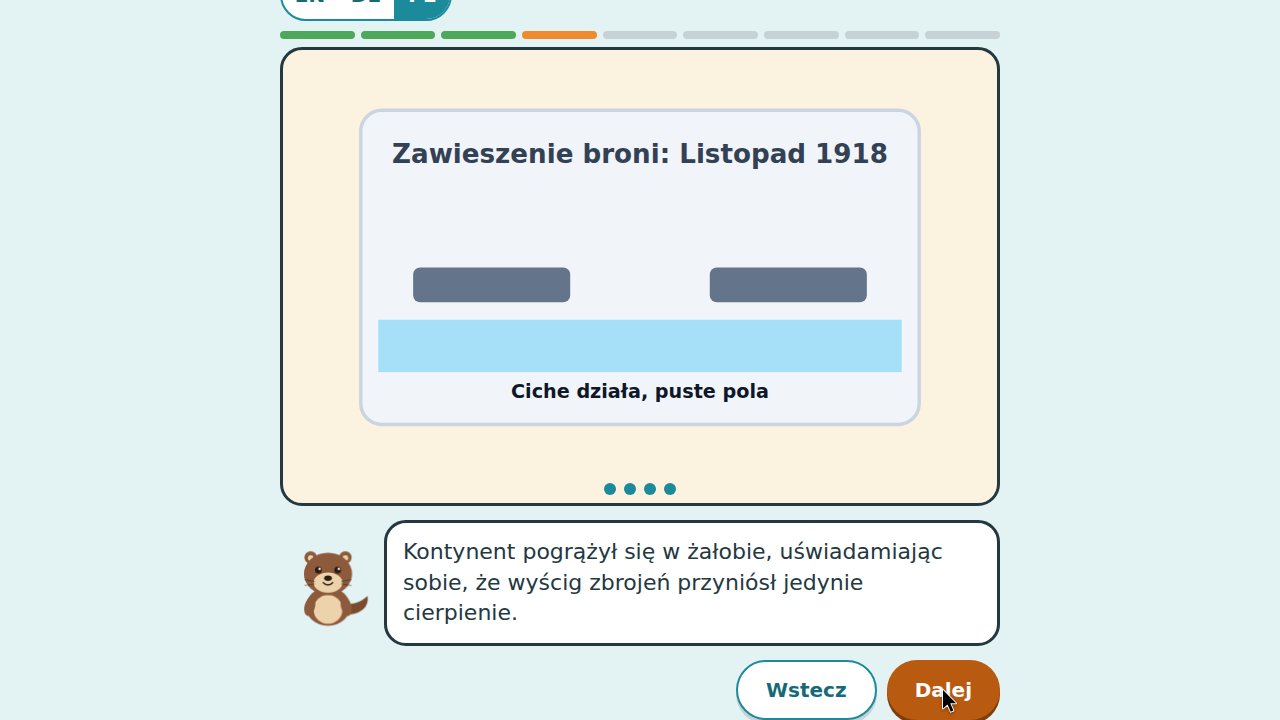 Zawieszenie broni: Listopad 1918
Ciche działa, puste pola
Kontynent pogrążył się w żałobie, uświadamiając
sobie, że wyścig zbrojeń przyniósł jedynie
cierpienie.
Wstecz
Dalej